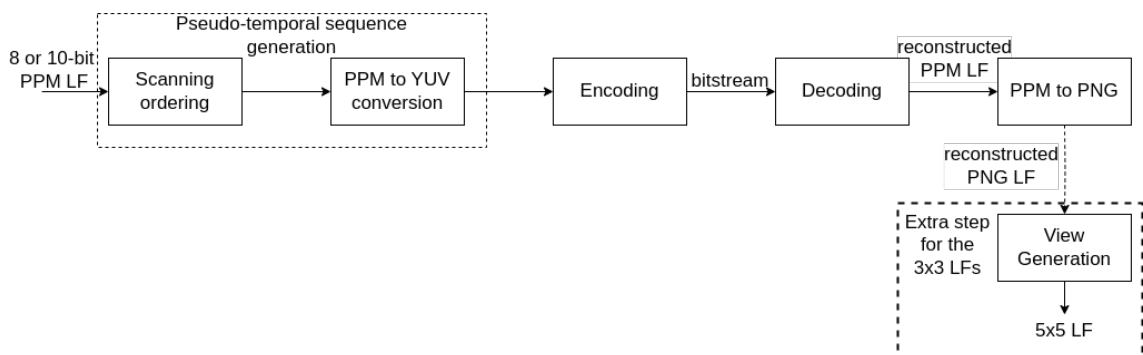 Pseudo-temporal sequence
generation
8 or 10-bit
PPM LF
Scanning
ordering
PPM to YUV
conversion
Encoding
bitstream
Decoding
reconstructed
PPM LF
PPM to PNG
reconstructed
PNG LF
Extra step
for the
3x3 LFs
View
Generation
5x5 LF